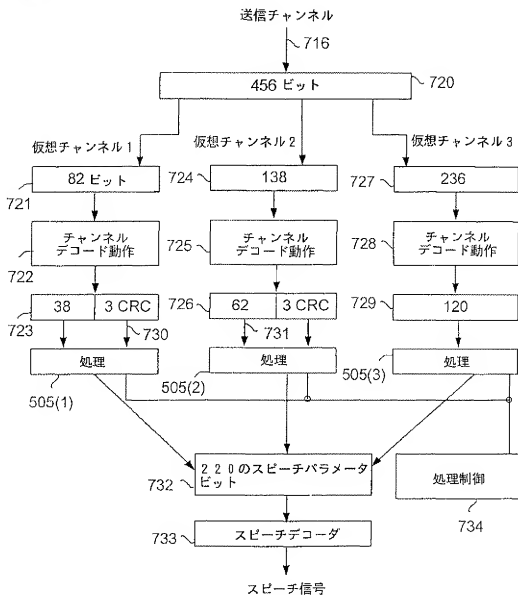 送信チャンネル
716
456 ビット
720
仮想チャンネル 1
仮想チャンネル 2
仮想チャンネル 3
82 ビット
721
724
138
727
236
チャンネル
デコード動作
722
725
チャンネル
デコード動作
728
チャンネル
デコード動作
38
3 CRC
723
730
726
62
3 CRC
731
729
120
処理
505(1)
処理
505(2)
処理
505(3)
２２０のスピーチパラメータ
ビット
732
処理制御
734
733
スピーチデコーダ
スピーチ信号